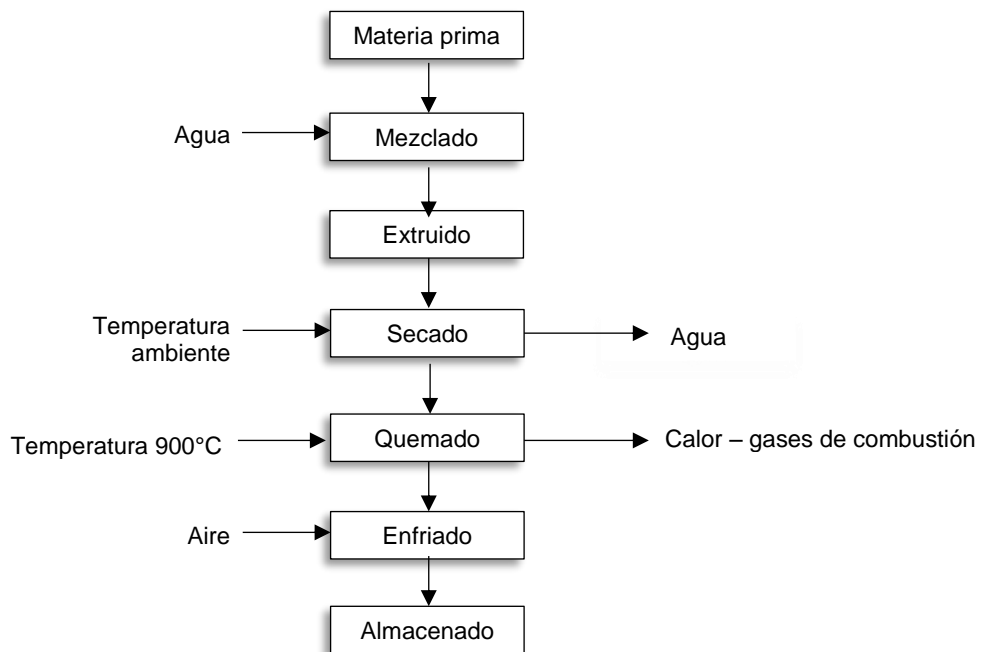 Materia prima
Agua
Mezclado
Extruido
Temperatura
ambiente
Secado
Agua
Temperatura 900°C
Quemado
Calor – gases de combustión
Aire
Enfriado
Almacenado